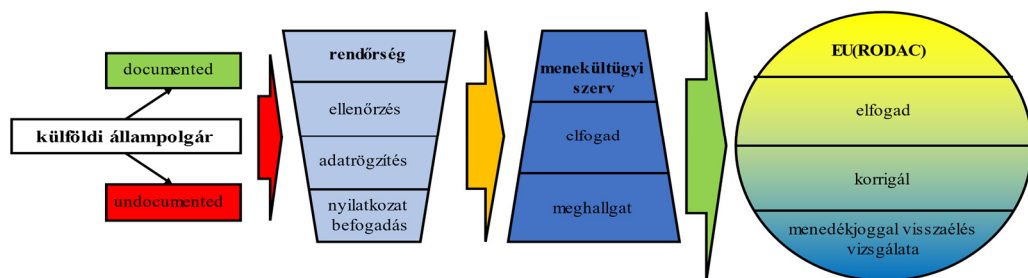 documented
külföldi állampolgár
undocumented
rendőrség
ellenőrzés
adatrögzítés
nyilatkozat
befogadás
menekültügyi
szerv
elfogad
meghallgat
EU(RODAC)
elfogad
korrigál
menedékjoggal visszaélés
vizsgálata